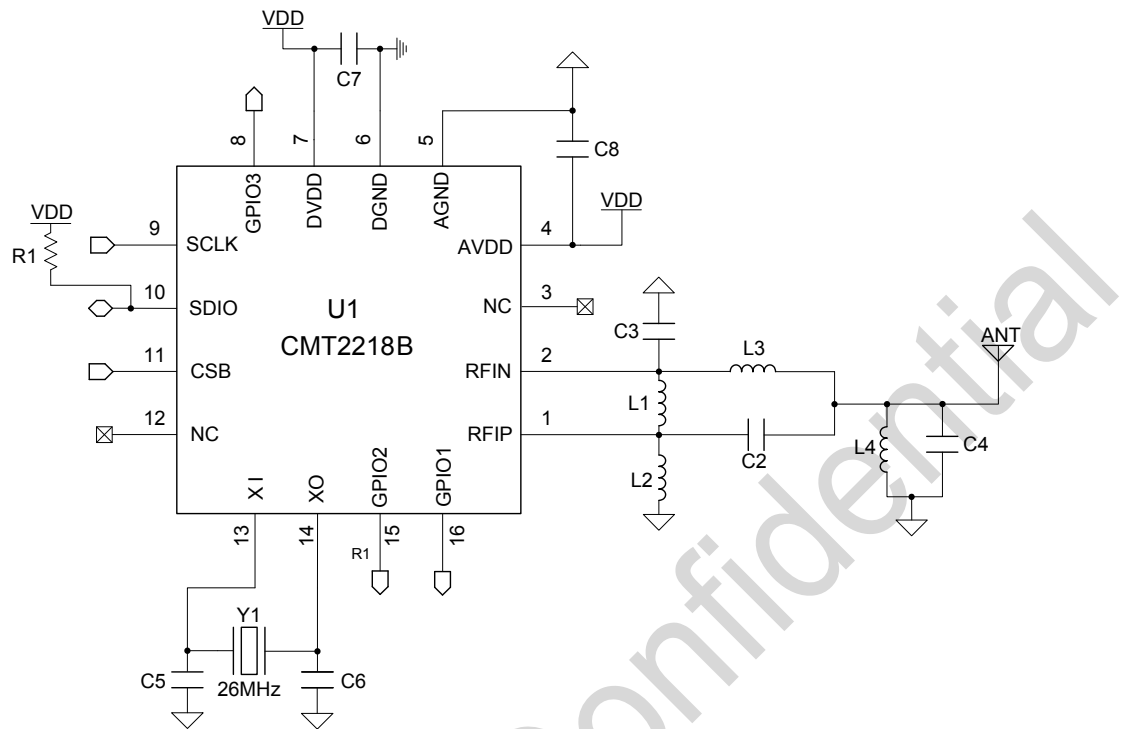 VDD
C7
8
7
6
5
GPIO3
DVDD
DGND
AGND
C8
VDD
4
AVDD
VDD
R1
9
SCLK
10
SDIO
U1
CMT2218B
NC
3
C3
11
CSB
RFIN
2
L3
ANT
L1
12
NC
RFIP
1
C2
L4
C4
L2
XI
XO
GPIO2
GPIO1
13
14
15
16
R1
Y1
C5
26MHz
C6
Confidential